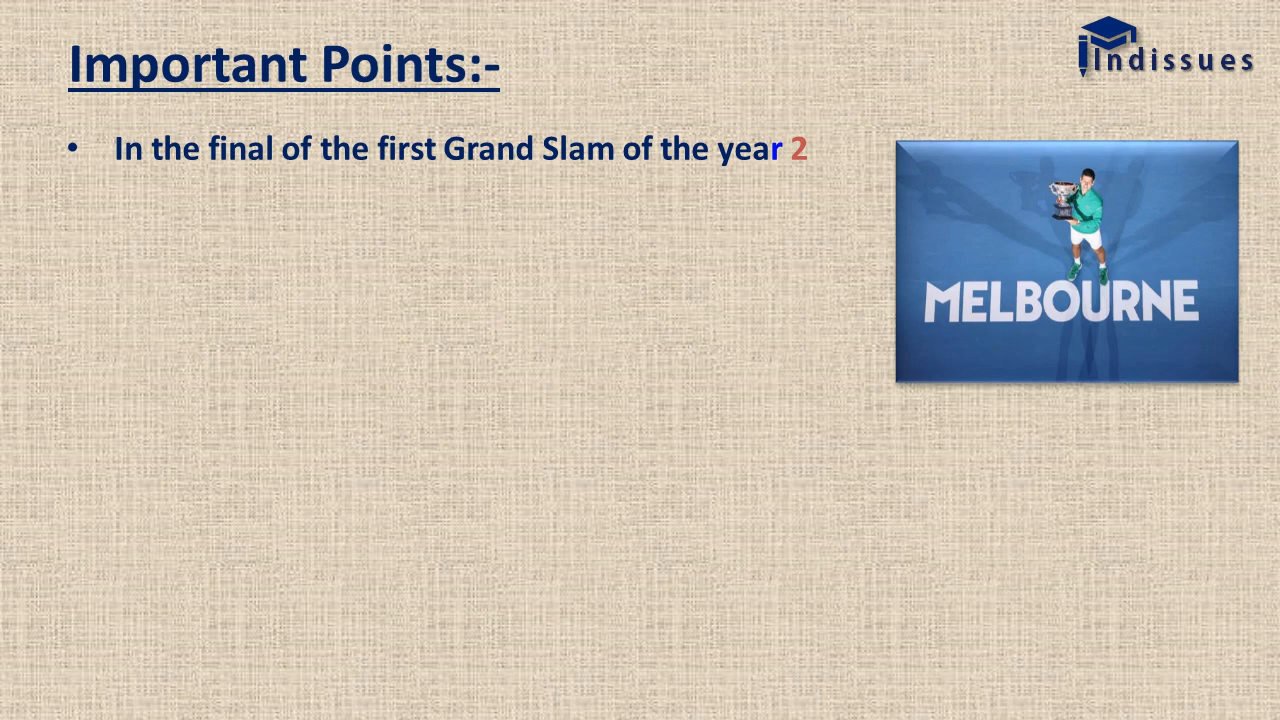 Important Points:-
Indissues
• In the final of the first Grand Slam of the year 2
MELBOURNE